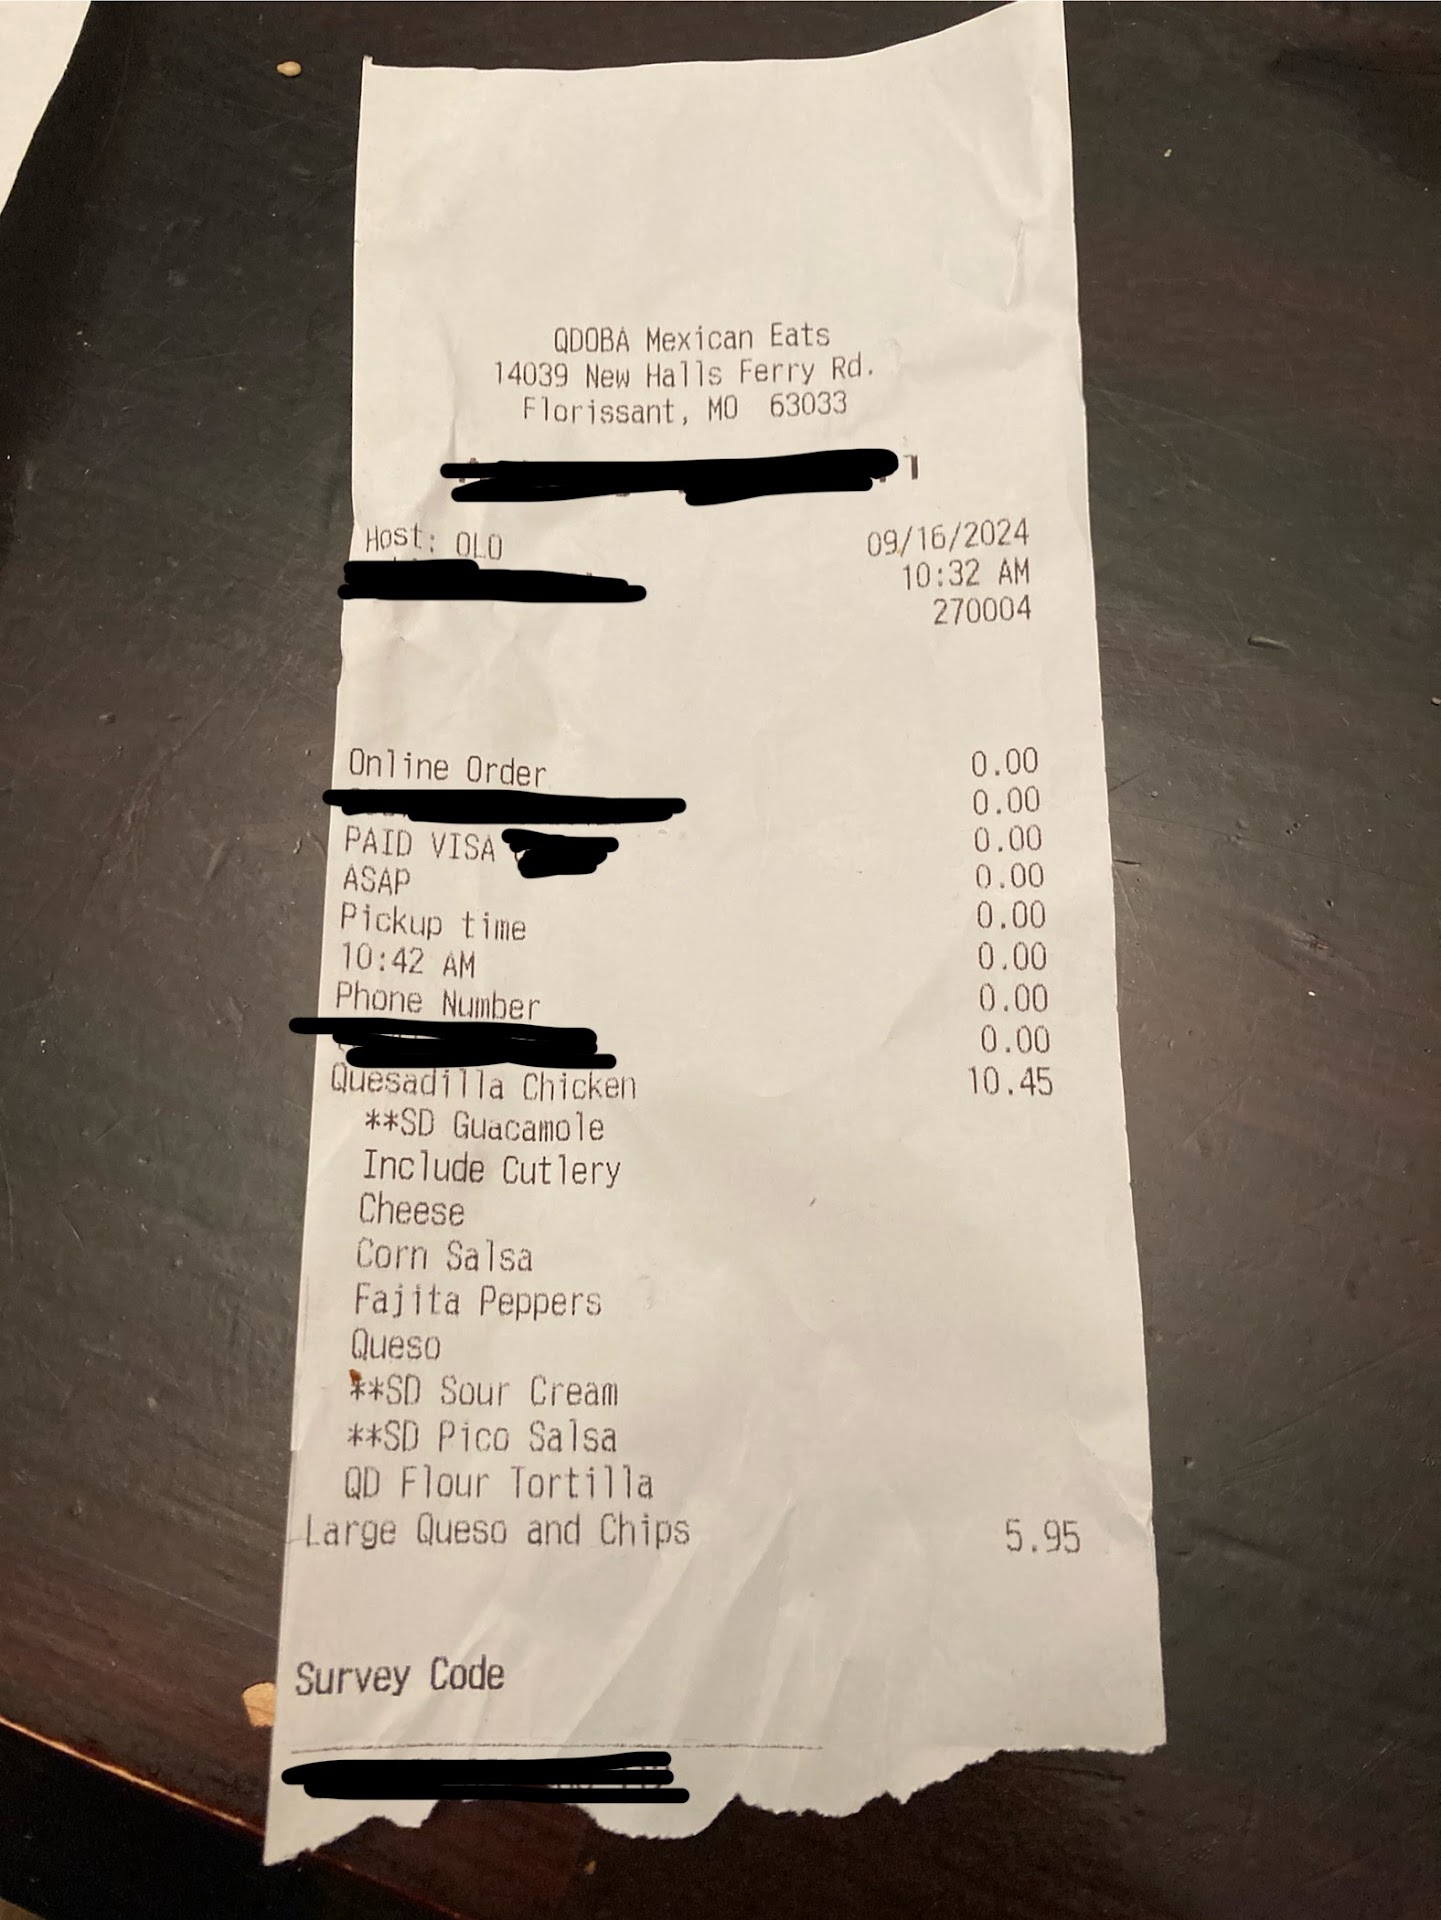 QDOBA Mexican Eats
14039 New Halls Ferry Rd.
Florissant, MO 63033
Host: OLO 09/16/2024
10:32 AM
270004
Online Order 0.00
0.00
PAID VISA 0.00
ASAP 0.00
Pickup time 0.00
10:42 AM 0.00
Phone Number 0.00
0.00
Quesadilla Chicken 10.45
**SD Guacamole
Include Cutlery
Cheese
Corn Salsa
Fajita Peppers
Queso
**SD Sour Cream
**SD Pico Salsa
QD Flour Tortilla
Large Queso and Chips 5.95
Survey Code